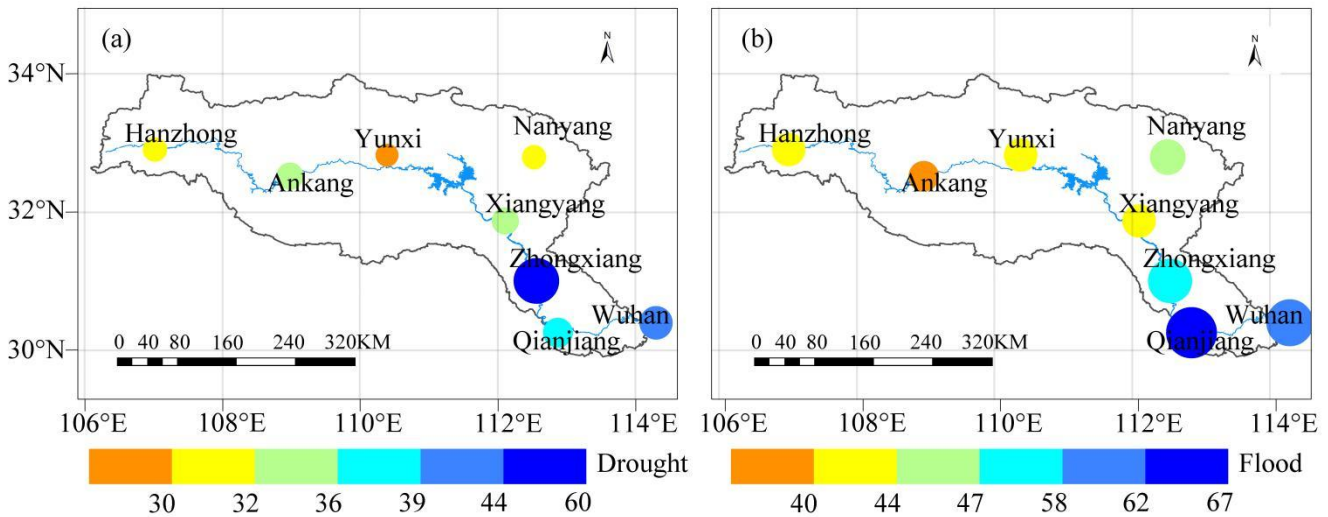 (a)
N
34°N
Hanzhong
Yunxi
Nanyang
Ankang
32°N
Xiangyang
Zhongxiang
Wuhan
0 40 80 160 240 320KM
Qianjiang
30°N
106°E 108°E 110°E 112°E 114°E
Drought
30 32 36 39 44 60
(b)
N
Hanzhong
Yunxi
Nanyang
Ankang
Xiangyang
Zhongxiang
Wuhan
0 40 80 160 240 320KM
Qianjiang
106°E 108°E 110°E 112°E 114°E
Flood
40 44 47 58 62 67